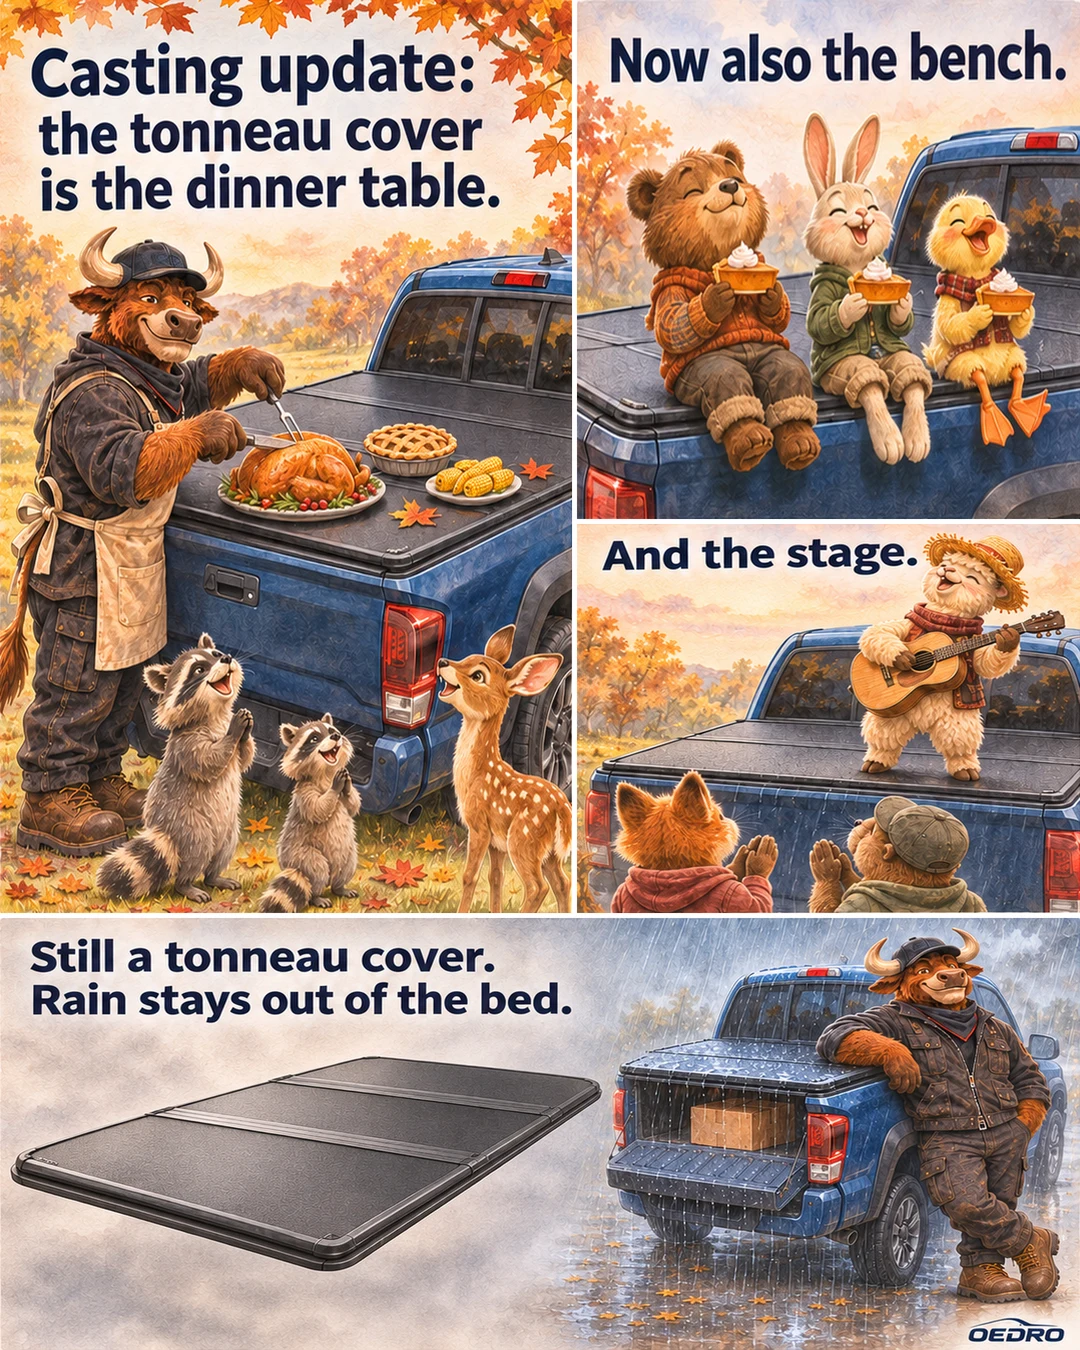 Casting update:
the tonneau cover
is the dinner table.
Now also the bench.
And the stage.
Still a tonneau cover.
Rain stays out of the bed.
OEDRO